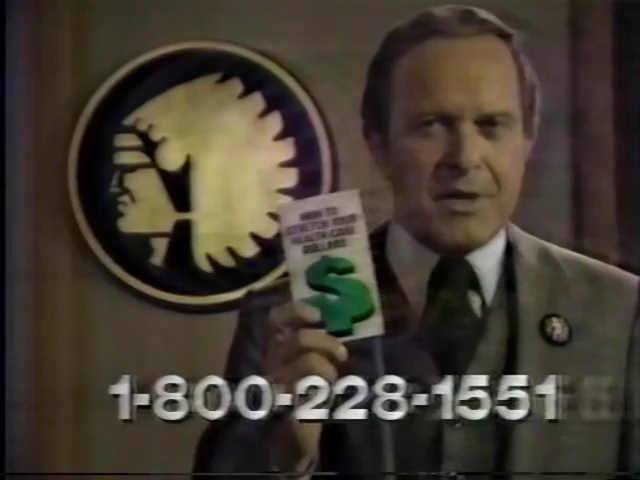 HOW TO
STRETCH YOUR
HEALTH CARE
DOLLARS
$
1-800-228-1551